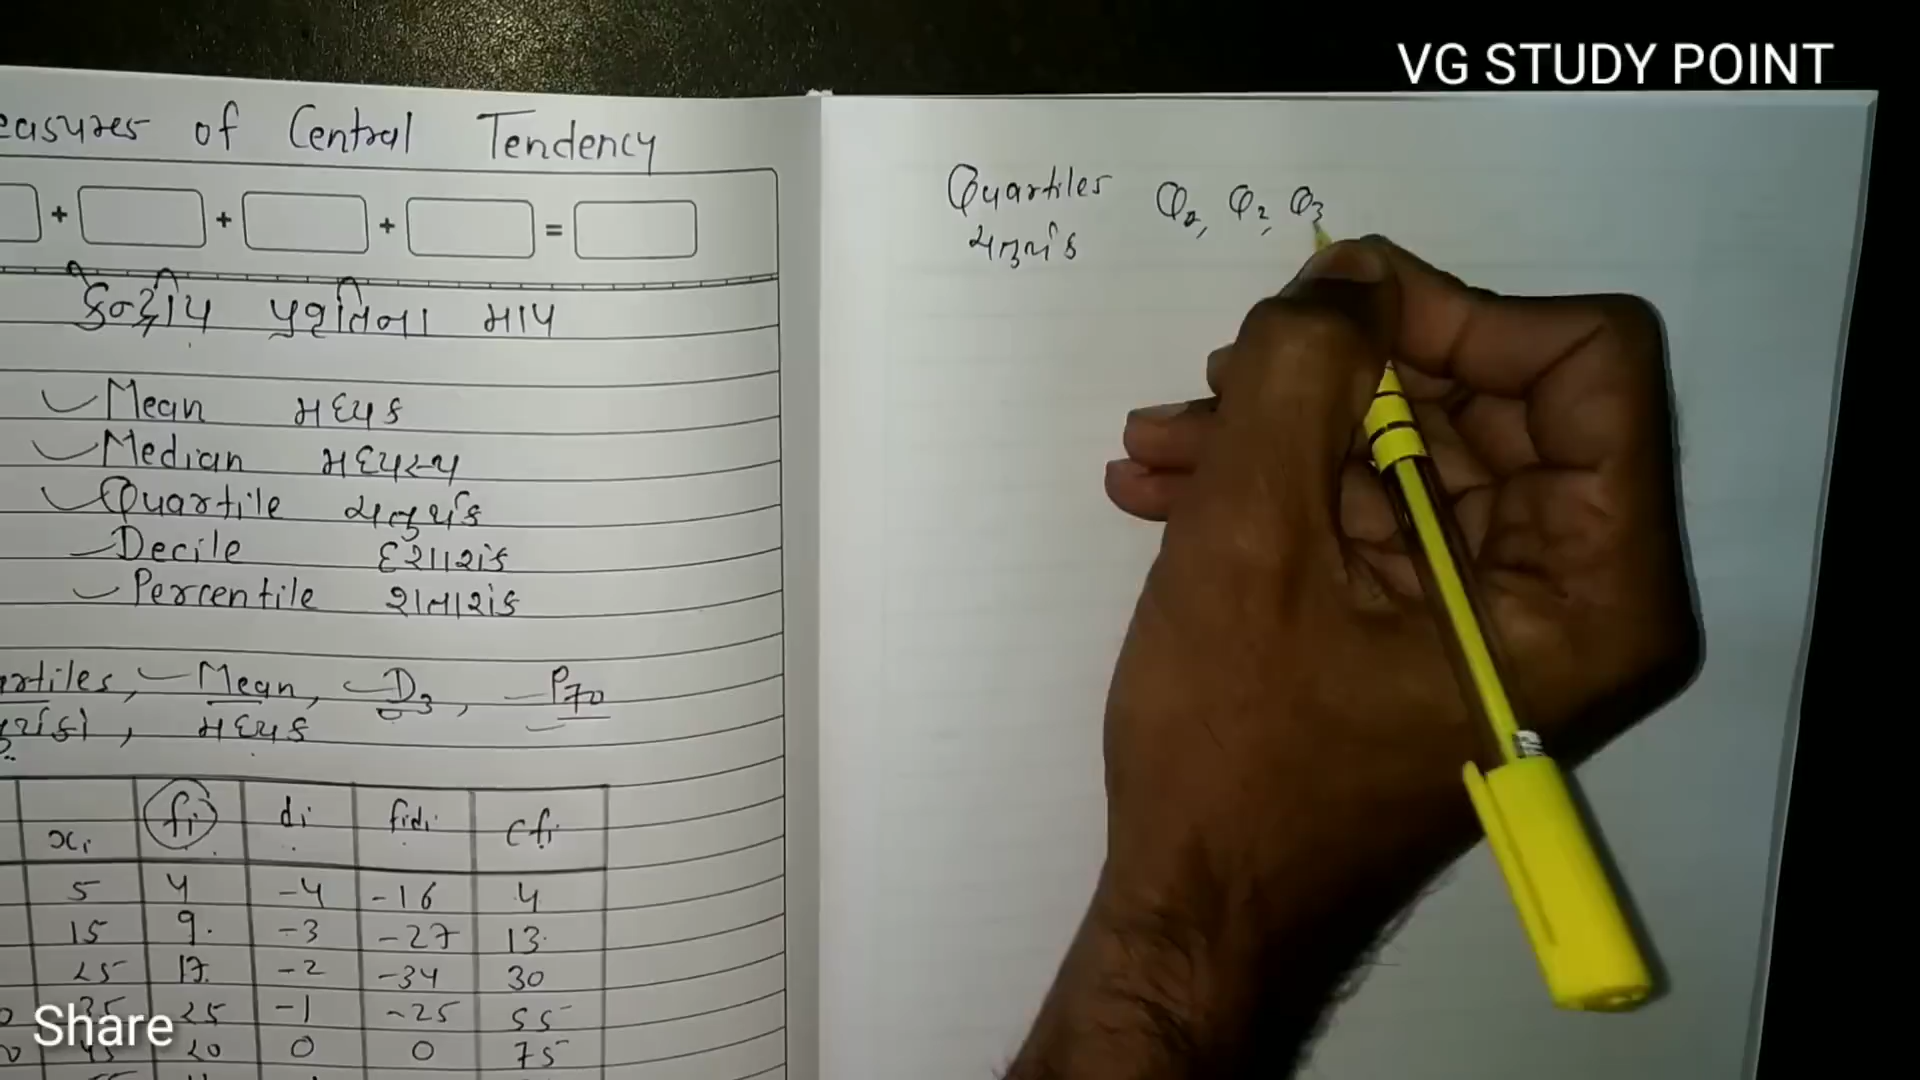 VG STUDY POINT
easures of Central Tendency
+ + + =
કેન્દ્રીય પ્રવૃત્તિના માપ
Mean મધ્યક
Median મધ્યસ્થ
Quartile ચતુર્થક
Decile દશાંશક
Percentile શતાંશક
rtiles, Mean, D3, P70
મધ્યક
xi fi di fidi cfi
5 4 -4 -16 4
15 9. -3 -27 13.
25 17. -2 -34 30
35 25 -1 -25 55
45 20 0 0 75
Quartiles Q1, Q2, Q3
Share